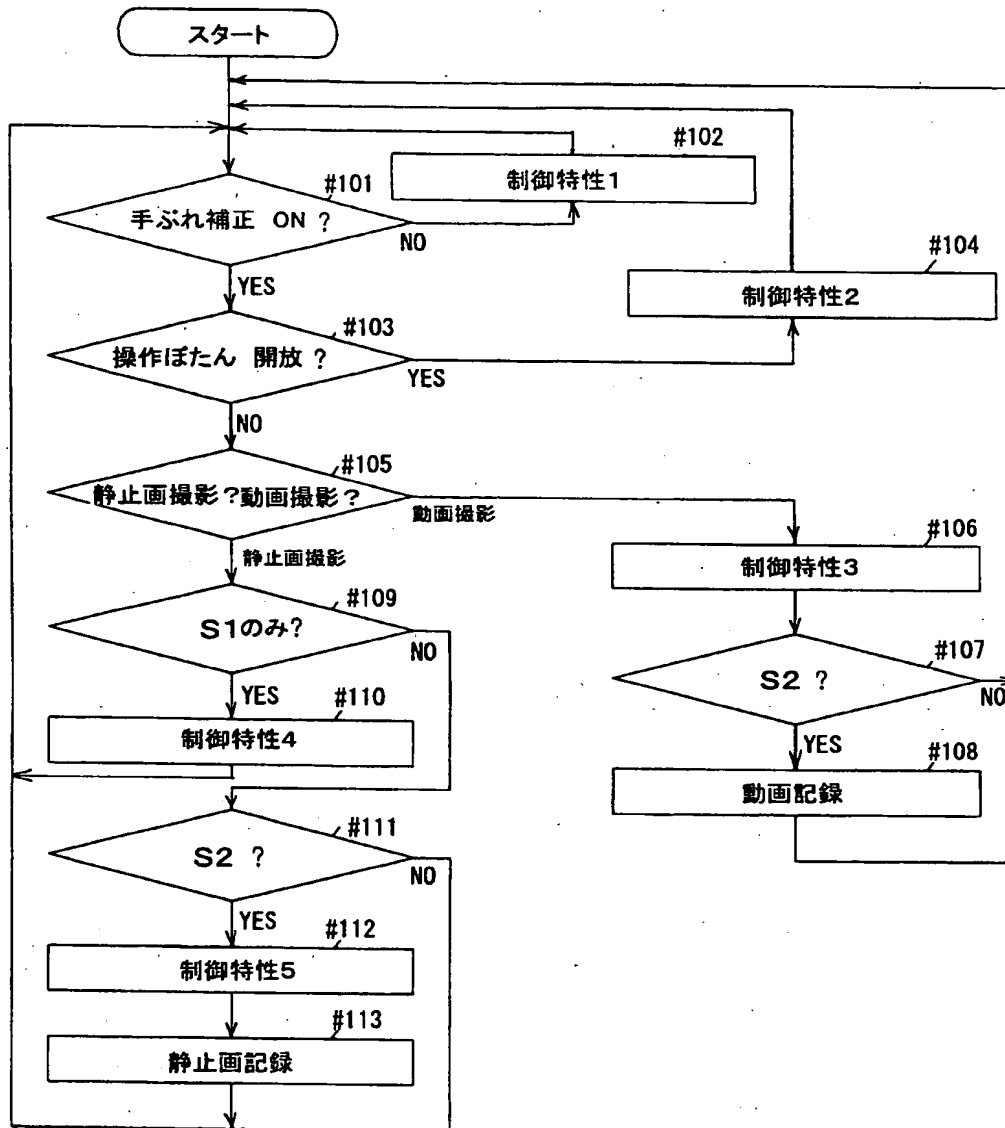 スタート
#101
手ぶれ補正 ON ?
NO
YES
#102
制御特性1
#103
操作ぼたん 開放 ?
YES
NO
#104
制御特性2
#105
静止画撮影?動画撮影?
動画撮影
静止画撮影
#106
制御特性3
#107
S2 ?
NO
YES
#108
動画記録
#109
S1のみ?
NO
YES
#110
制御特性4
#111
S2 ?
NO
YES
#112
制御特性5
#113
静止画記録